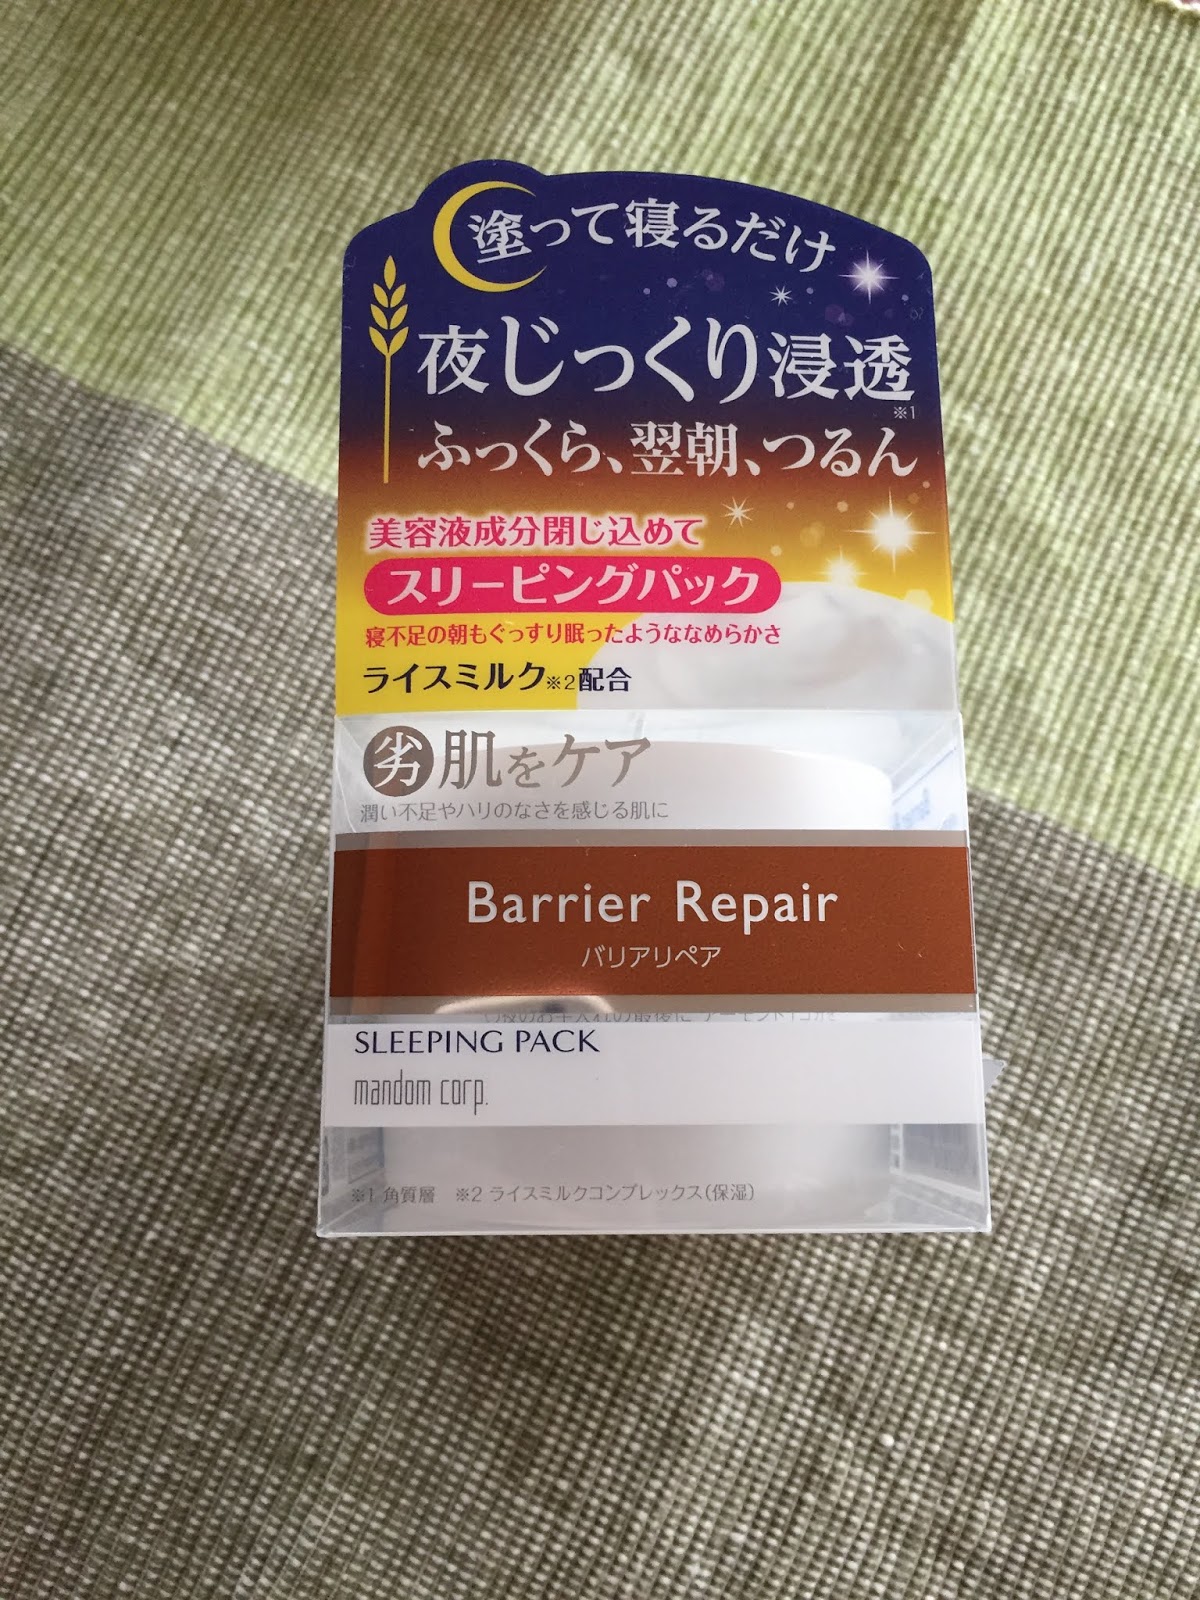 塗って寝るだけ
夜じっくり浸透※1
ふっくら、翌朝、つるん
美容液成分閉じ込めて
スリーピングパック
寝不足の朝もぐっすり眠ったようななめらかさ
ライスミルク※2配合
劣肌をケア
潤い不足やハリのなさを感じる肌に
Barrier Repair
バリアリペア
SLEEPING PACK
mandom corp.
※1 角質層 ※2 ライスミルクコンプレックス(保湿)